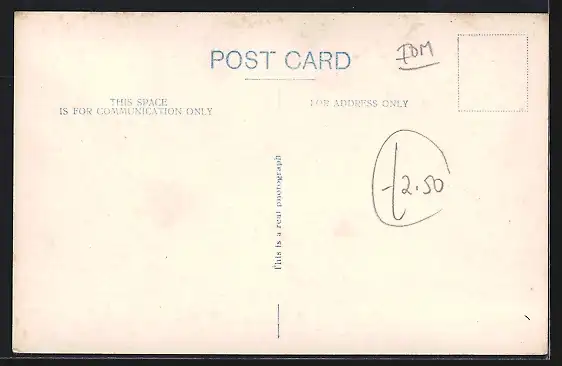 POST CARD
IOM
THIS SPACE
IS FOR COMMUNICATION ONLY
FOR ADDRESS ONLY
£2.50
This is a real photograph